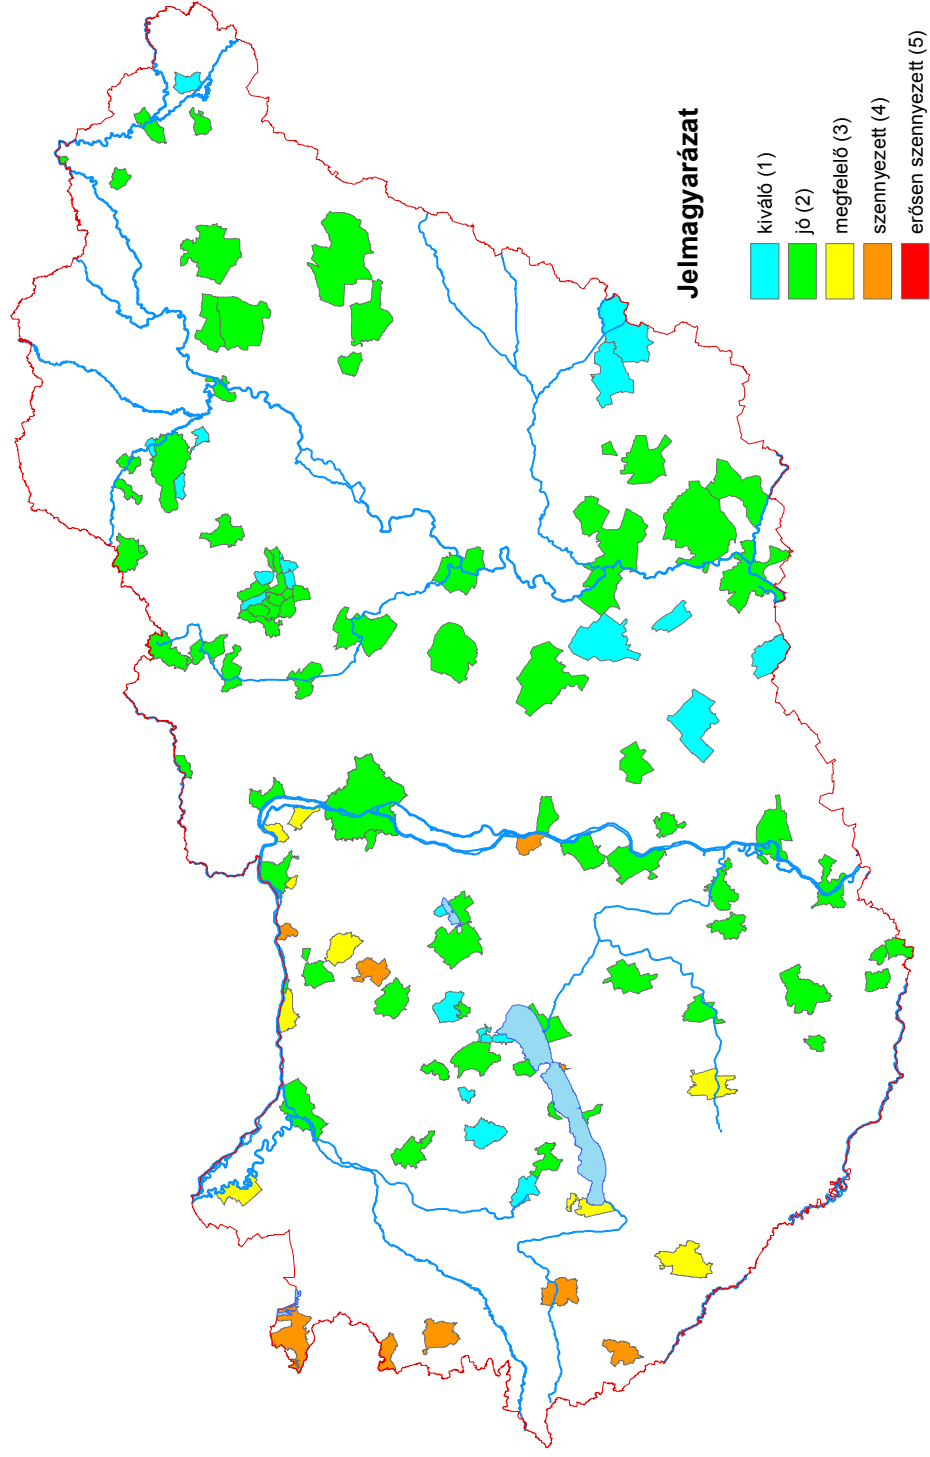 Jelmagyarázat
kiváló (1)
jó (2)
megfelelő (3)
szennyezett (4)
erősen szennyezett (5)